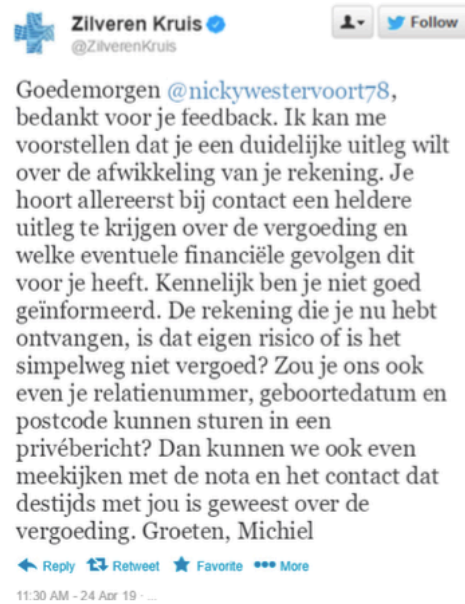 Zilveren Kruis
Follow
@ZilverenKruis
Goedemorgen @nickywestervoort78,
bedankt voor je feedback. Ik kan me
voorstellen dat je een duidelijke uitleg wilt
over de afwikkeling van je rekening. Je
hoort allereerst bij contact een heldere
uitleg te krijgen over de vergoeding en
welke eventuele financiële gevolgen dit
voor je heeft. Kennelijk ben je niet goed
geïnformeerd. De rekening die je nu hebt
ontvangen, is dat eigen risico of is het
simpelweg niet vergoed? Zou je ons ook
even je relatienummer, geboortedatum en
postcode kunnen sturen in een
privébericht? Dan kunnen we ook even
meekijken met de nota en het contact dat
destijds met jou is geweest over de
vergoeding. Groeten, Michiel
Reply Retweet Favorite More
11:30 AM - 24 Apr 19 · ...